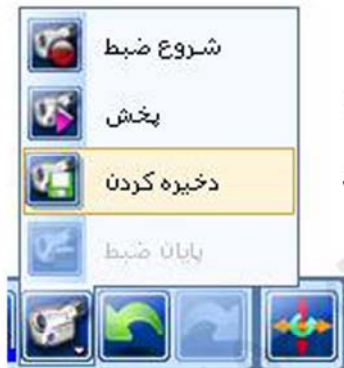 شروع ضبط
پخش
ذخیره کردن
پایان ضبط